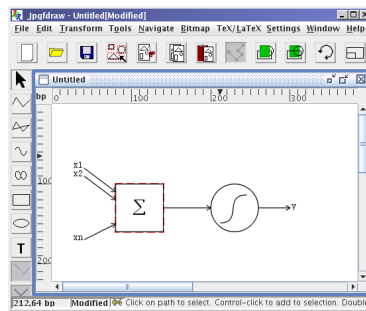 Jpgfdraw - Untitled[Modified]
File Edit Transform Tools Navigate Bitmap TeX/LaTeX Settings Window Help
Untitled
bp 0 100 200 300
100
200
x1
x2
xn
Σ
y
T
212,64 bp Modified Click on path to select. Control-click to add to selection. Double